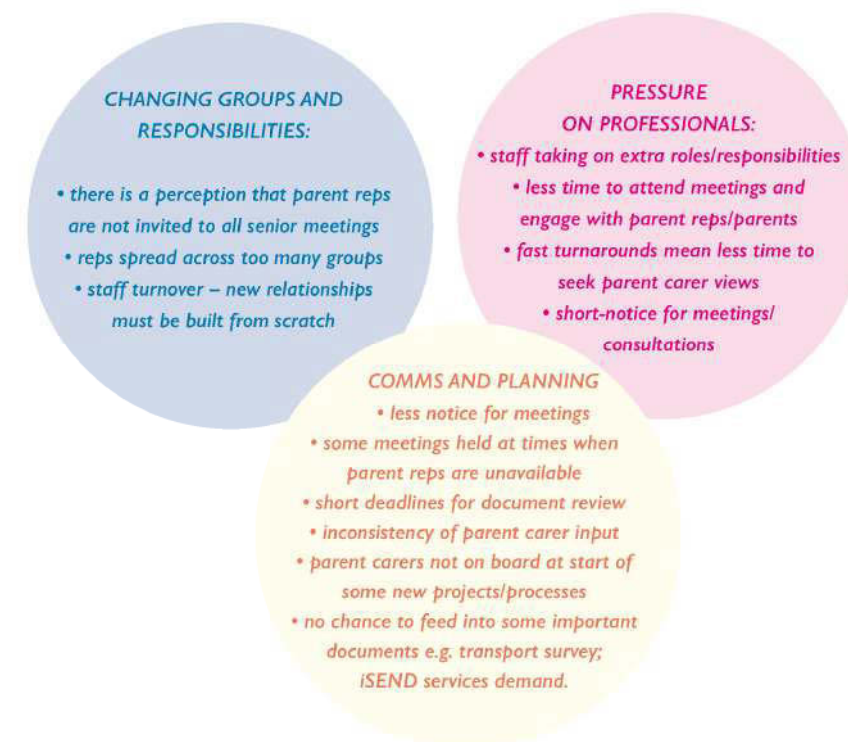 CHANGING GROUPS AND
RESPONSIBILITIES:
• there is a perception that parent reps
are not invited to all senior meetings
• reps spread across too many groups
• staff turnover – new relationships
must be built from scratch
PRESSURE
ON PROFESSIONALS:
• staff taking on extra roles/responsibilities
• less time to attend meetings and
engage with parent reps/parents
• fast turnarounds mean less time to
seek parent carer views
• short-notice for meetings/
consultations
COMMS AND PLANNING
• less notice for meetings
• some meetings held at times when
parent reps are unavailable
• short deadlines for document review
• inconsistency of parent carer input
• parent carers not on board at start of
some new projects/processes
• no chance to feed into some important
documents e.g. transport survey;
iSEND services demand.